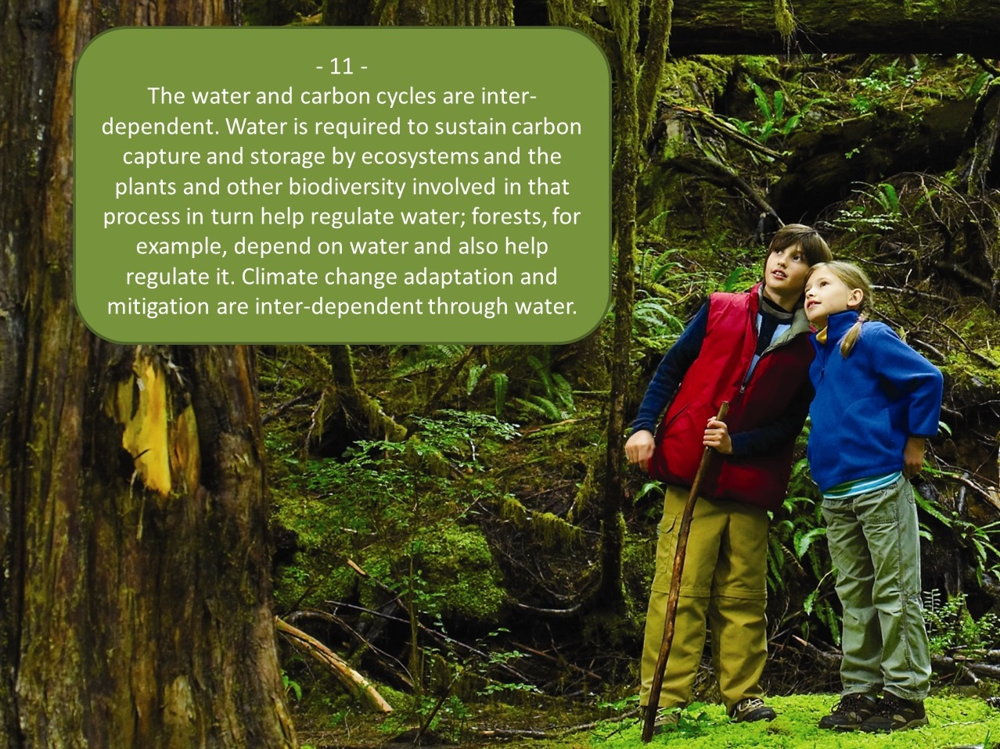 - 11 -
The water and carbon cycles are inter-
dependent. Water is required to sustain carbon
capture and storage by ecosystems and the
plants and other biodiversity involved in that
process in turn help regulate water; forests, for
example, depend on water and also help
regulate it. Climate change adaptation and
mitigation are inter-dependent through water.